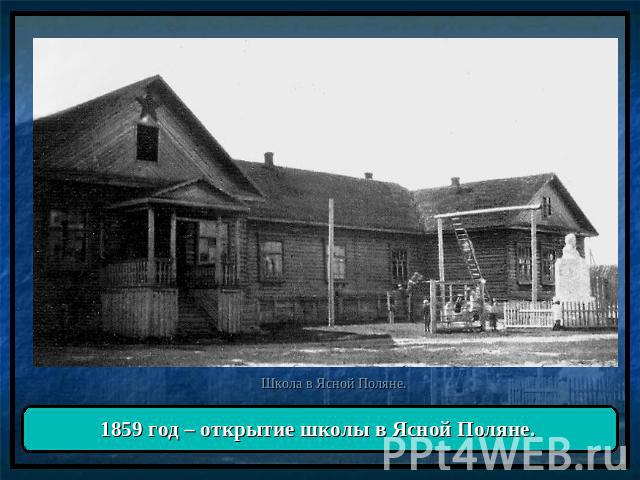 Школа в Ясной Поляне.
1859 год – открытие школы в Ясной Поляне.
PPt4WEB.ru